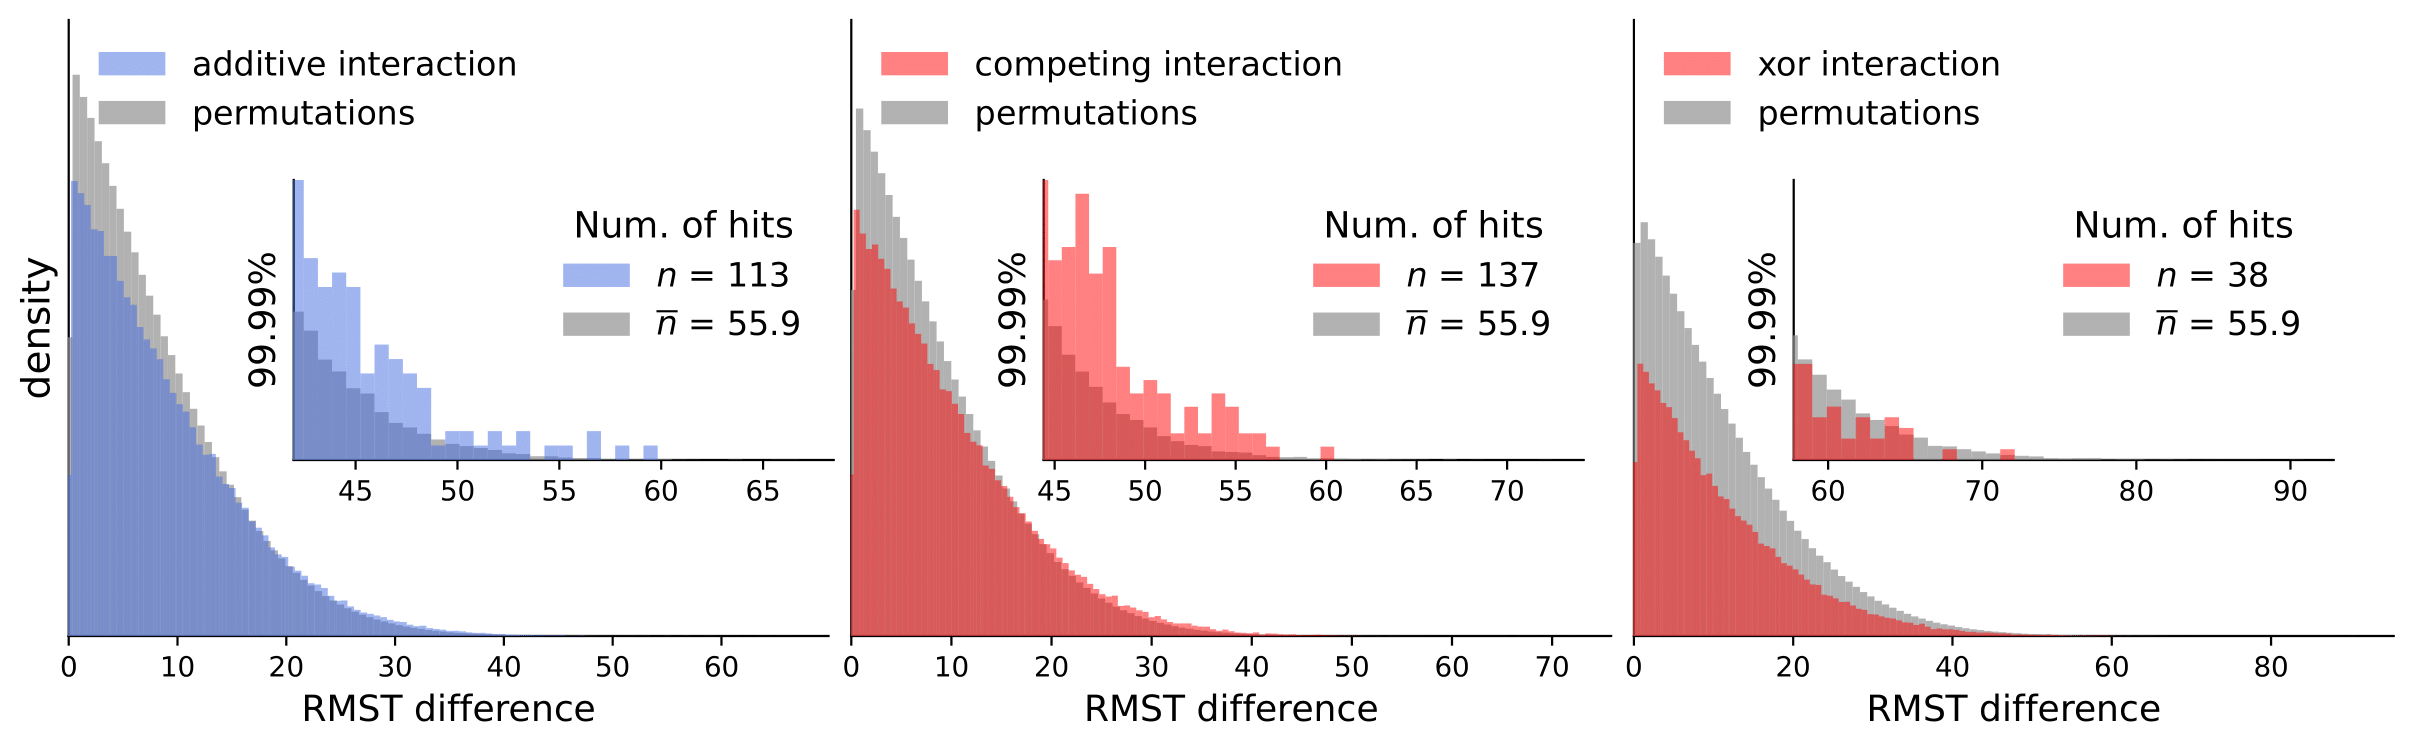 additive interaction
permutations
density
99.99%
Num. of hits
n = 113
n̅ = 55.9
45 50 55 60 65
0 10 20 30 40 50 60
RMST difference
competing interaction
permutations
99.99%
Num. of hits
n = 137
n̅ = 55.9
45 50 55 60 65 70
0 10 20 30 40 50 60 70
RMST difference
xor interaction
permutations
99.99%
Num. of hits
n = 38
n̅ = 55.9
60 70 80 90
0 20 40 60 80
RMST difference